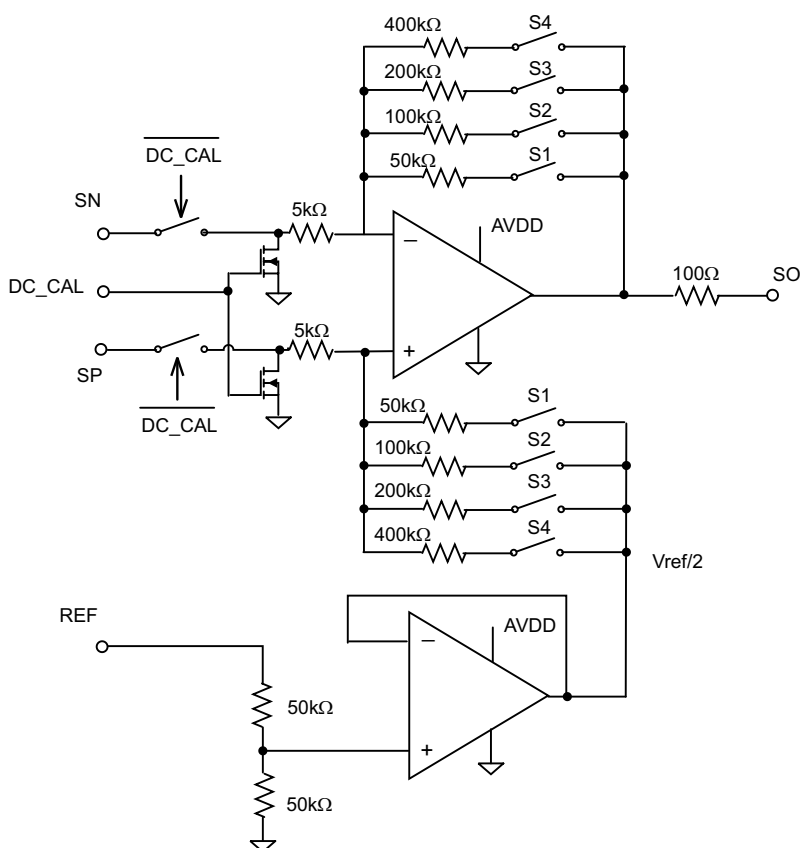 400kΩ
S4
200kΩ
S3
100kΩ
S2
50kΩ
S1
DC_CAL
SN
5kΩ
−
AVDD
DC_CAL
100Ω
SO
5kΩ
+
SP
DC_CAL
50kΩ
S1
100kΩ
S2
200kΩ
S3
400kΩ
S4
Vref/2
REF
−
AVDD
50kΩ
+
50kΩ